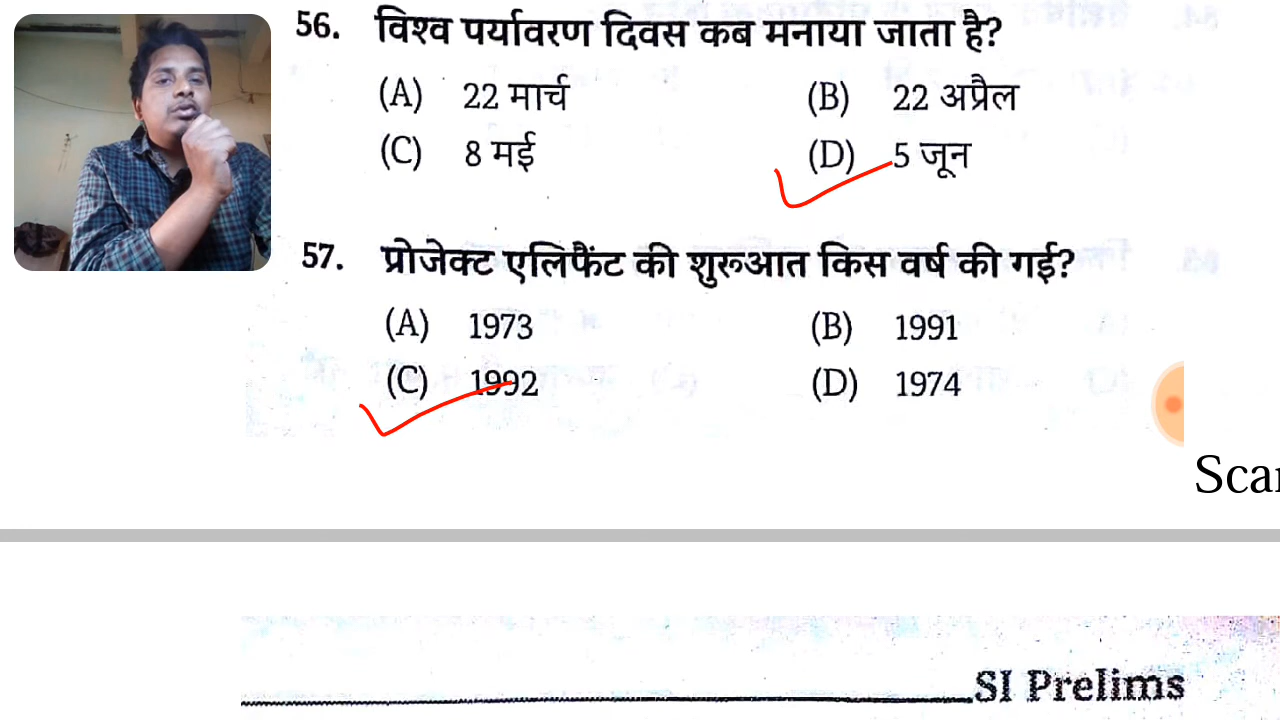 56. विश्व पर्यावरण दिवस कब मनाया जाता है?
(A) 22 मार्च (B) 22 अप्रैल
(C) 8 मई (D) 5 जून
57. प्रोजेक्ट एलिफैंट की शुरूआत किस वर्ष की गई?
(A) 1973 (B) 1991
(C) 1992 (D) 1974
SI Prelims